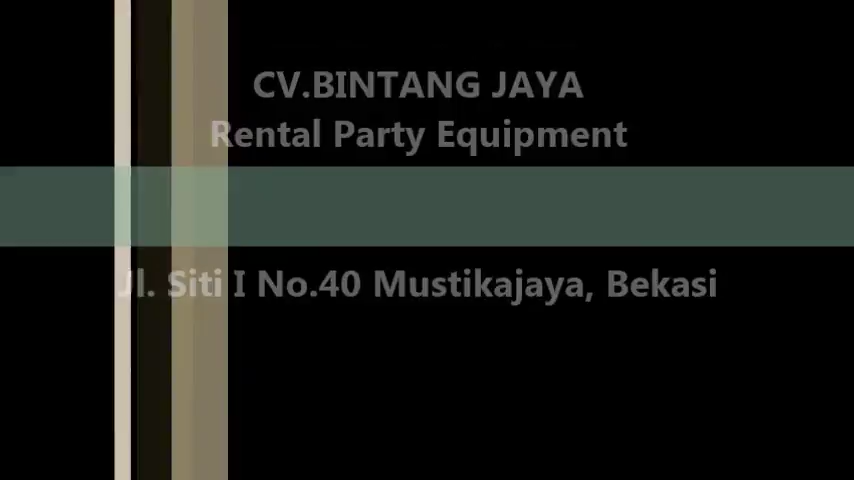 CV.BINTANG JAYA
Rental Party Equipment
Jl. Siti I No.40 Mustikajaya, Bekasi